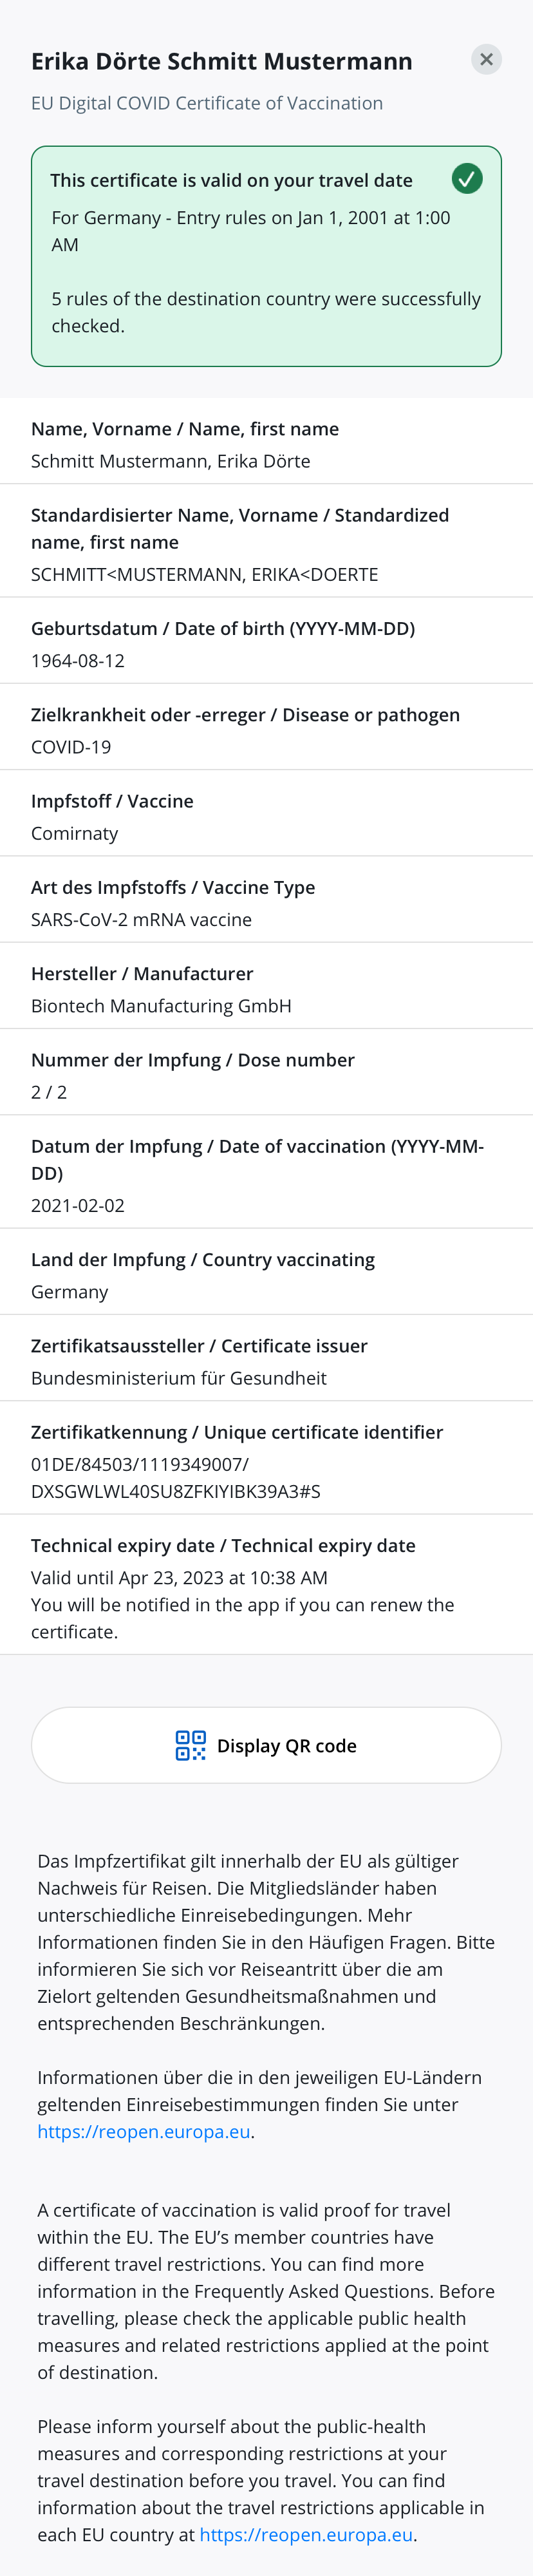 Erika Dörte Schmitt Mustermann
EU Digital COVID Certificate of Vaccination
This certificate is valid on your travel date
For Germany - Entry rules on Jan 1, 2001 at 1:00
AM
5 rules of the destination country were successfully
checked.
Name, Vorname / Name, first name
Schmitt Mustermann, Erika Dörte
Standardisierter Name, Vorname / Standardized
name, first name
SCHMITT<MUSTERMANN, ERIKA<DOERTE
Geburtsdatum / Date of birth (YYYY-MM-DD)
1964-08-12
Zielkrankheit oder -erreger / Disease or pathogen
COVID-19
Impfstoff / Vaccine
Comirnaty
Art des Impfstoffs / Vaccine Type
SARS-CoV-2 mRNA vaccine
Hersteller / Manufacturer
Biontech Manufacturing GmbH
Nummer der Impfung / Dose number
2 / 2
Datum der Impfung / Date of vaccination (YYYY-MM-
DD)
2021-02-02
Land der Impfung / Country vaccinating
Germany
Zertifikatsaussteller / Certificate issuer
Bundesministerium für Gesundheit
Zertifikatkennung / Unique certificate identifier
01DE/84503/1119349007/
DXSGWLWL40SU8ZFKIYIBK39A3#S
Technical expiry date / Technical expiry date
Valid until Apr 23, 2023 at 10:38 AM
You will be notified in the app if you can renew the
certificate.
Display QR code
Das Impfzertifikat gilt innerhalb der EU als gültiger
Nachweis für Reisen. Die Mitgliedsländer haben
unterschiedliche Einreisebedingungen. Mehr
Informationen finden Sie in den Häufigen Fragen. Bitte
informieren Sie sich vor Reiseantritt über die am
Zielort geltenden Gesundheitsmaßnahmen und
entsprechenden Beschränkungen.
Informationen über die in den jeweiligen EU-Ländern
geltenden Einreisebestimmungen finden Sie unter
https://reopen.europa.eu.
A certificate of vaccination is valid proof for travel
within the EU. The EU’s member countries have
different travel restrictions. You can find more
information in the Frequently Asked Questions. Before
travelling, please check the applicable public health
measures and related restrictions applied at the point
of destination.
Please inform yourself about the public-health
measures and corresponding restrictions at your
travel destination before you travel. You can find
information about the travel restrictions applicable in
each EU country at https://reopen.europa.eu.